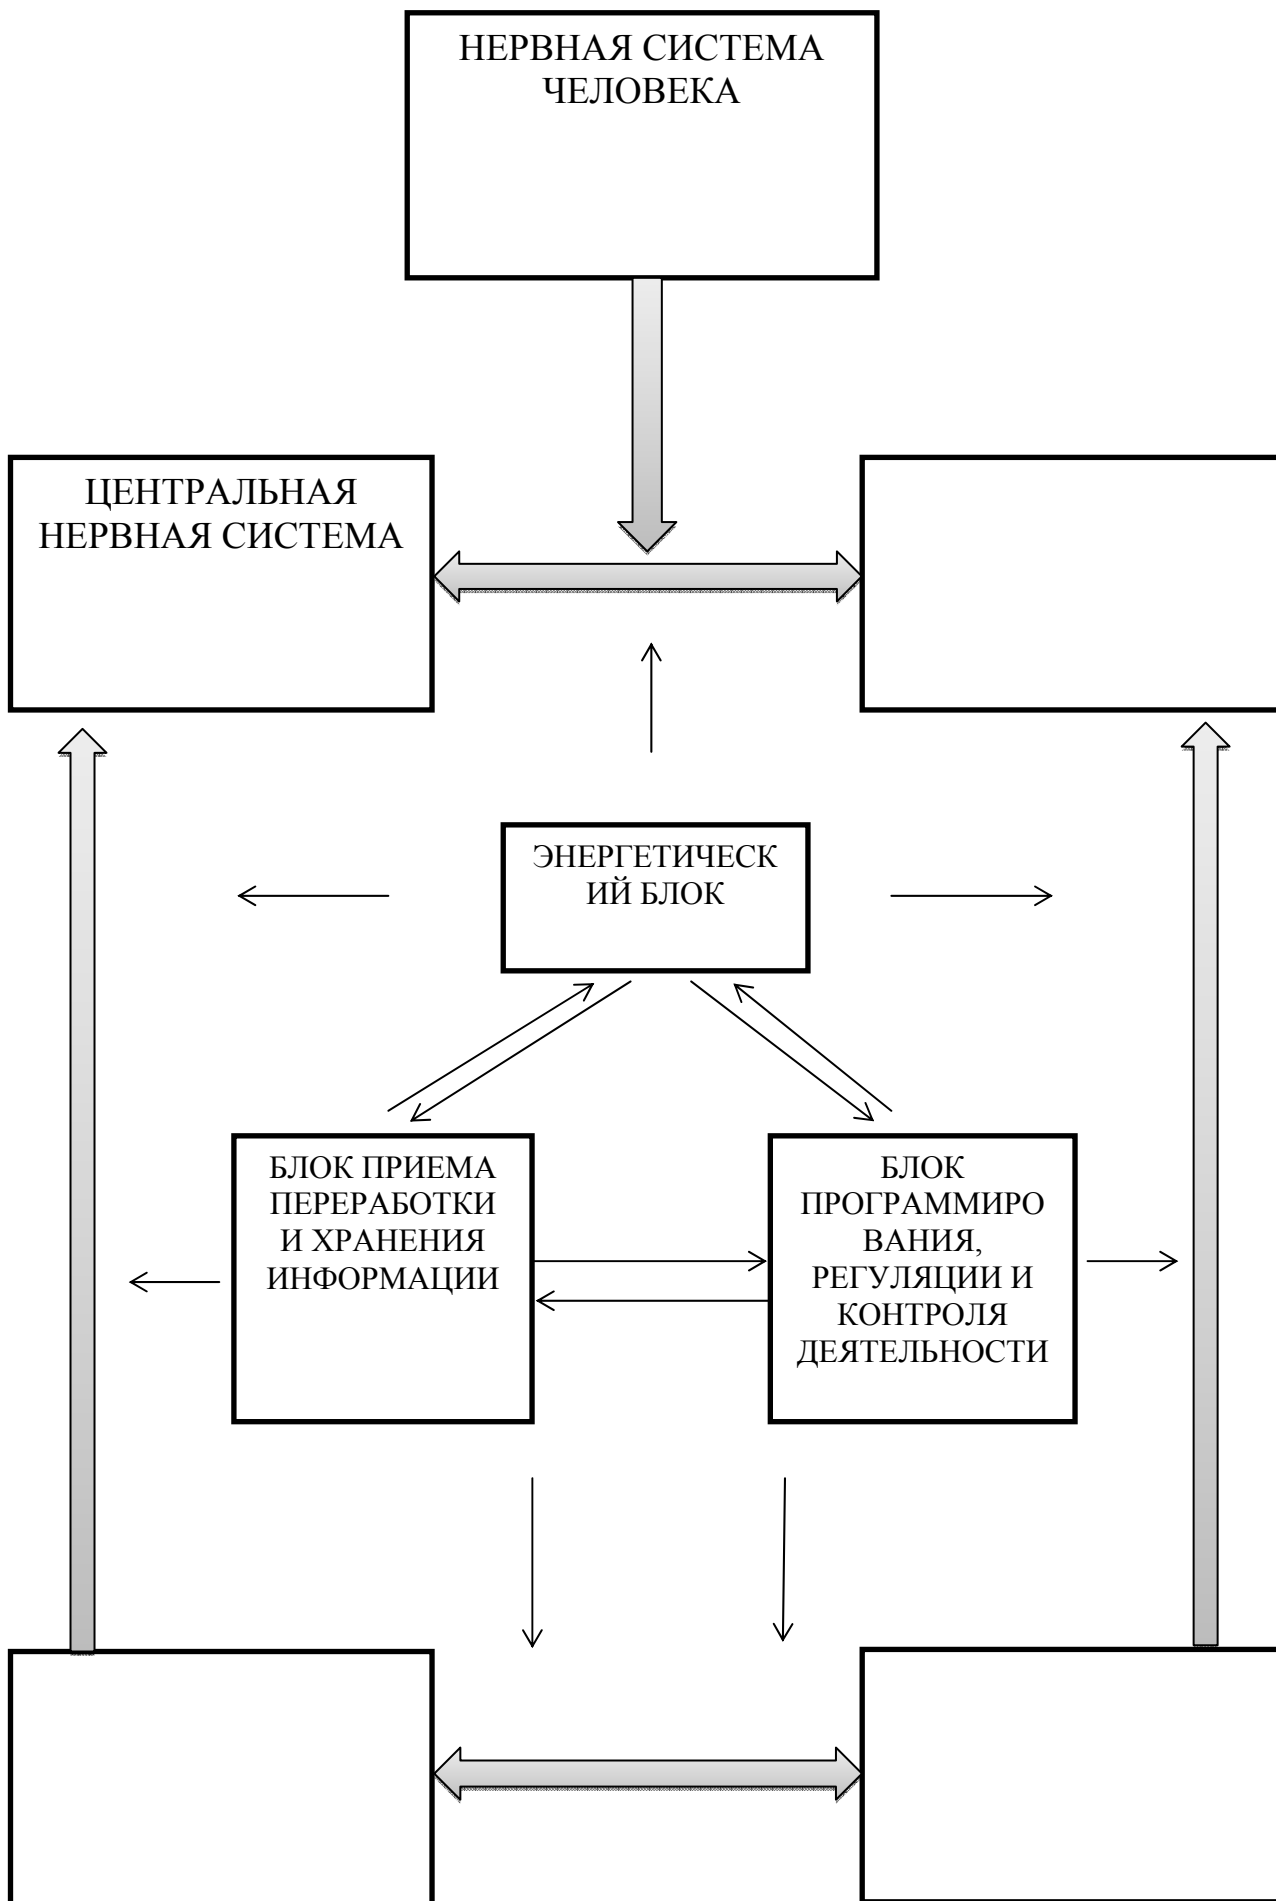 НЕРВНАЯ СИСТЕМА
ЧЕЛОВЕКА
ЦЕНТРАЛЬНАЯ
НЕРВНАЯ СИСТЕМА
ЭНЕРГЕТИЧЕСК
ИЙ БЛОК
БЛОК ПРИЕМА
ПЕРЕРАБОТКИ
И ХРАНЕНИЯ
ИНФОРМАЦИИ
БЛОК
ПРОГРАММИРО
ВАНИЯ,
РЕГУЛЯЦИИ И
КОНТРОЛЯ
ДЕЯТЕЛЬНОСТИ